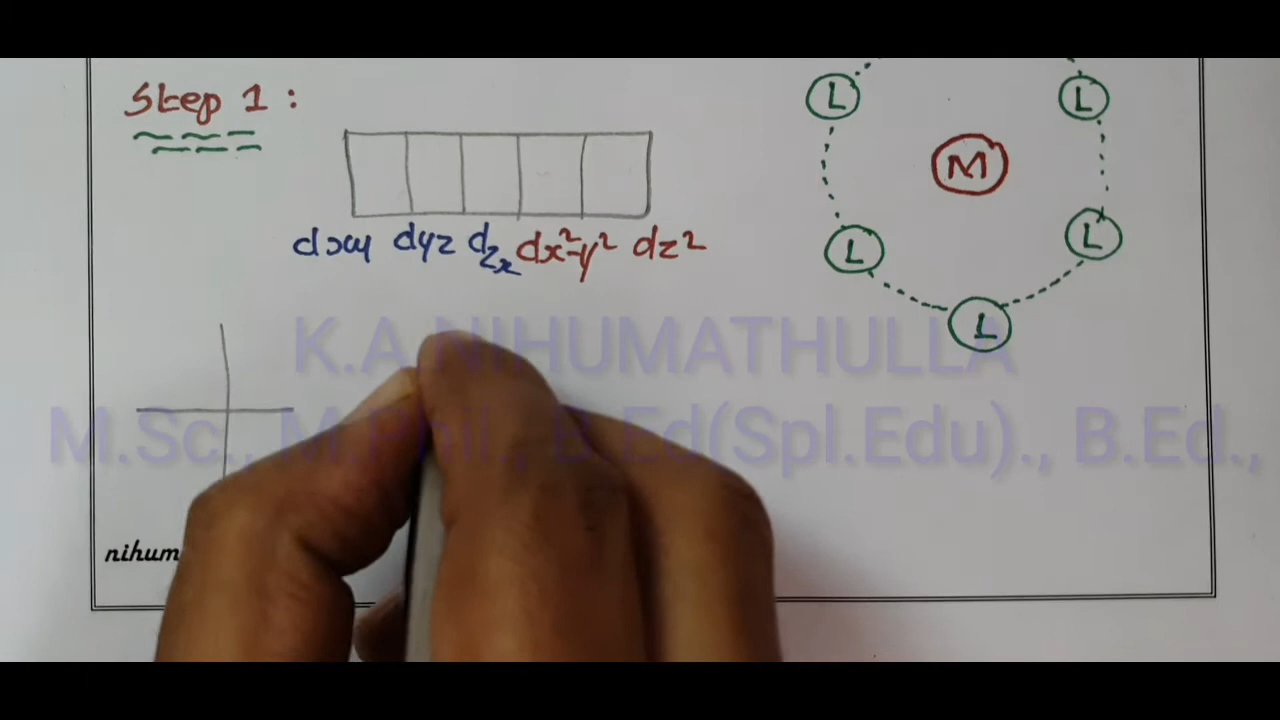 Step 1 :
L L
M
dxy dyz dzx dx²-y² dz²
L L
L
K.A.NIHUMATHULLA
M.Sc., M.Phil., B.Ed(Spl.Edu)., B.Ed.,
nihum